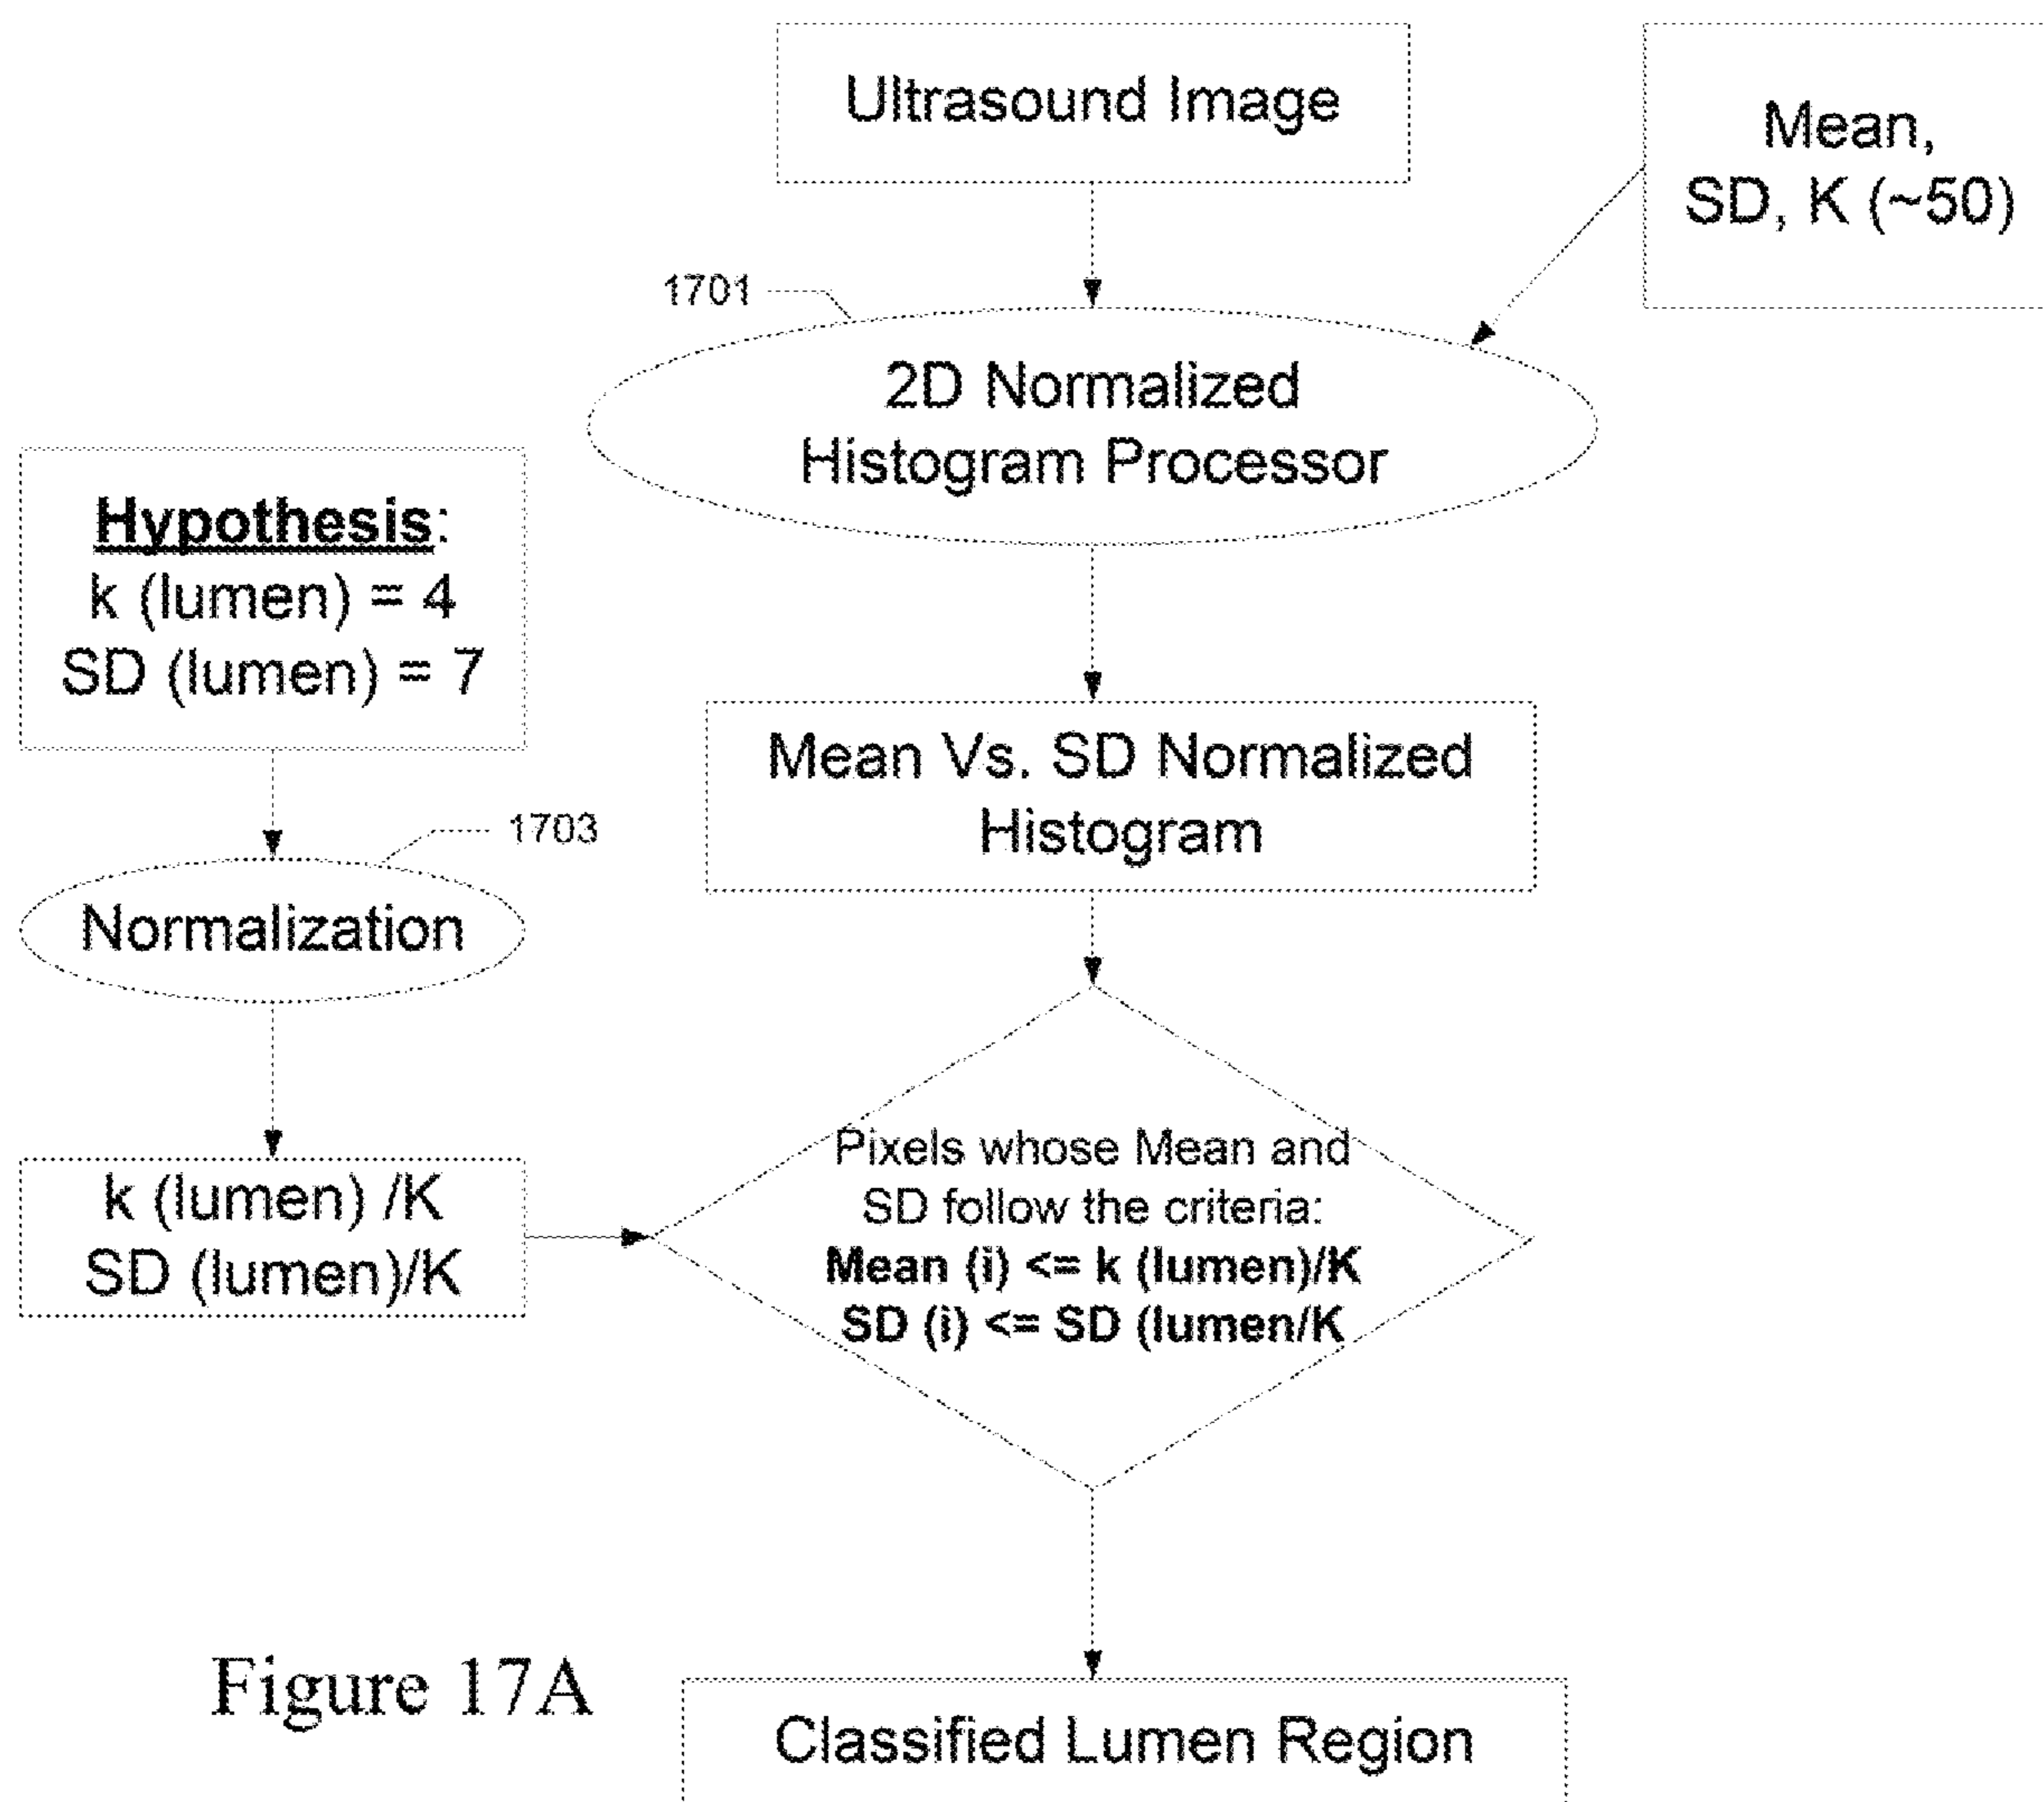 Ultrasound Image
Mean,
SD, K (~50)
1701
2D Normalized
Histogram Processor
Hypothesis:
k (lumen) = 4
SD (lumen) = 7
Mean Vs. SD Normalized
Histogram
1703
Normalization
k (lumen) /K
SD (lumen)/K
Pixels whose Mean and
SD follow the criteria:
Mean (i) <= k (lumen)/K
SD (i) <= SD (lumen/K
Figure 17A
Classified Lumen Region